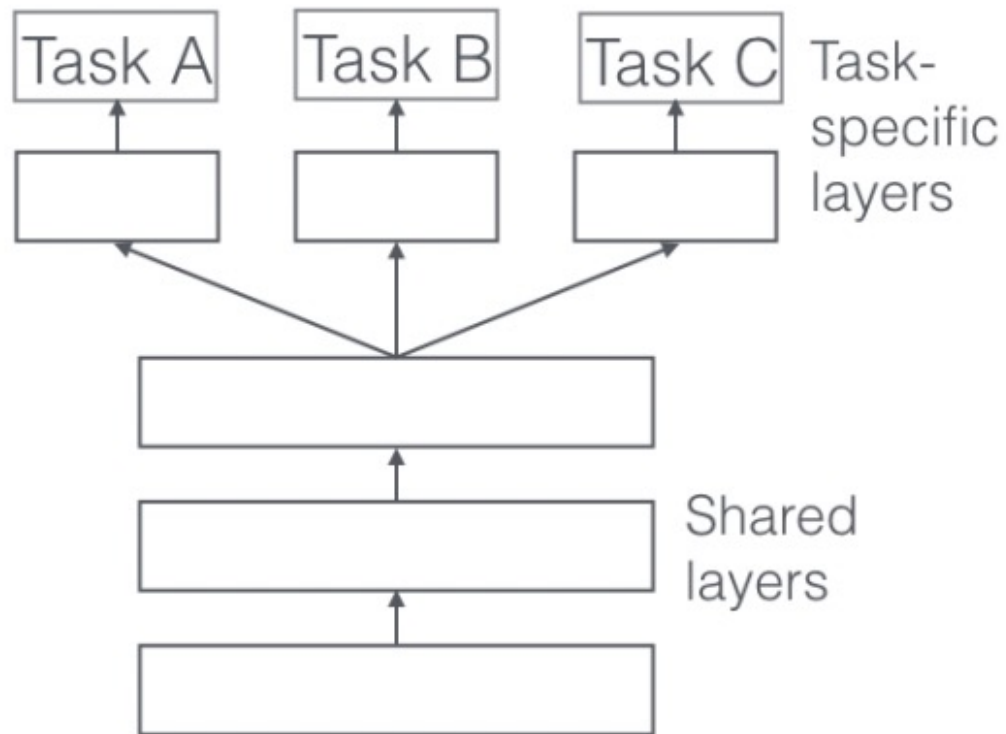 Task A
Task B
Task C
Task-
specific
layers
Shared
layers